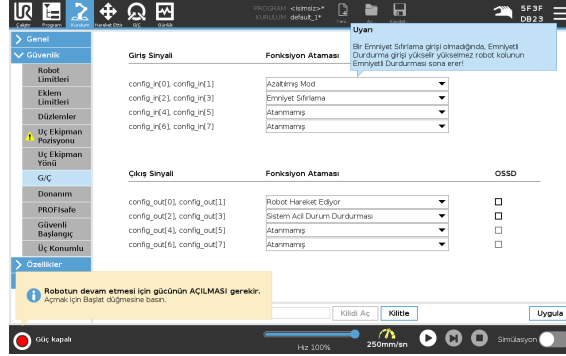 Çalıştır Program Kurulum Hareket Ettir G/Ç Günlük
PROGRAM <isimsiz>*
KURULUM default_1*
Yeni... Aç... Kaydet...
5F3F
DB23
Uyarı
Bir Emniyet Sıfırlama girişi olmadığında, Emniyetli
Durdurma girişi yükselir yükselmez robot kolunun
Emniyetli Durdurması sona erer!
Genel
Güvenlik
Robot
Limitleri
Eklem
Limitleri
Düzlemler
Uç Ekipman
Pozisyonu
Uç Ekipman
Yönü
G/Ç
Donanım
PROFIsafe
Güvenli
Başlangıç
Üç Konumlu
Özellikler
Giriş Sinyali Fonksiyon Ataması
config_in[0], config_in[1] Azaltılmış Mod
config_in[2], config_in[3] Emniyet Sıfırlama
config_in[4], config_in[5] Atanmamış
config_in[6], config_in[7] Atanmamış
Çıkış Sinyali Fonksiyon Ataması OSSD
config_out[0], config_out[1] Robot Hareket Ediyor
config_out[2], config_out[3] Sistem Acil Durum Durdurması
config_out[4], config_out[5] Atanmamış
config_out[6], config_out[7] Atanmamış
Robotun devam etmesi için gücünün AÇILMASI gerekir.
Açmak için Başlat düğmesine basın.
Kilidi Aç Kilitle Uygula
Güç kapalı
Hız 100%
250mm/sn
Simülasyon